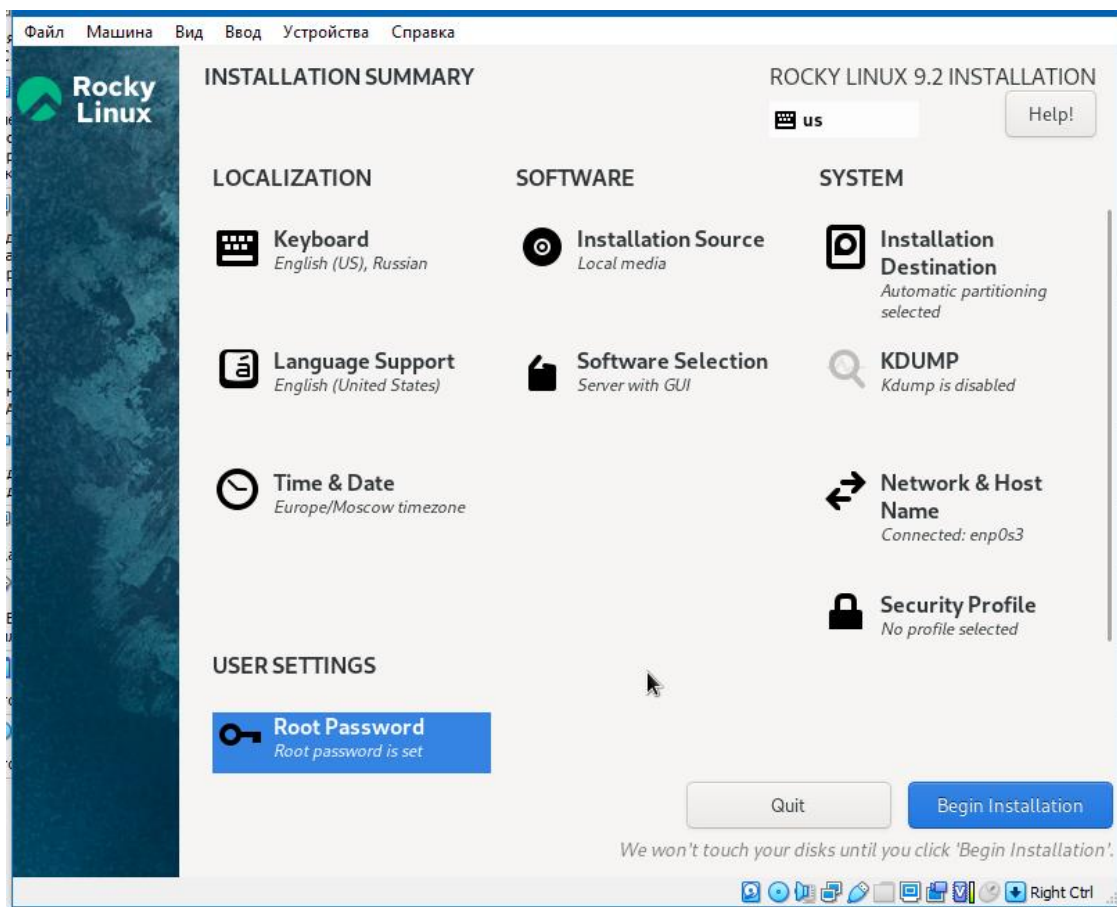 Файл Машина Вид Ввод Устройства Справка
Rocky
Linux
INSTALLATION SUMMARY
ROCKY LINUX 9.2 INSTALLATION
us
Help!
LOCALIZATION
SOFTWARE
SYSTEM
Keyboard
English (US), Russian
Installation Source
Local media
Installation
Destination
Automatic partitioning
selected
Language Support
English (United States)
Software Selection
Server with GUI
KDUMP
Kdump is disabled
Time & Date
Europe/Moscow timezone
Network & Host
Name
Connected: enp0s3
Security Profile
No profile selected
USER SETTINGS
Root Password
Root password is set
Quit
Begin Installation
We won't touch your disks until you click 'Begin Installation'.
Right Ctrl